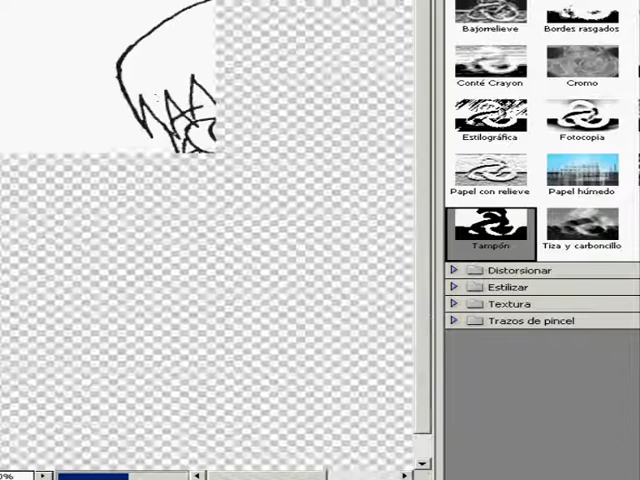 Bajorrelieve
Bordes rasgados
Conté Crayon
Cromo
Estilográfica
Fotocopia
Papel con relieve
Papel húmedo
Tampón
Tiza y carboncillo
Distorsionar
Estilizar
Textura
Trazos de pincel